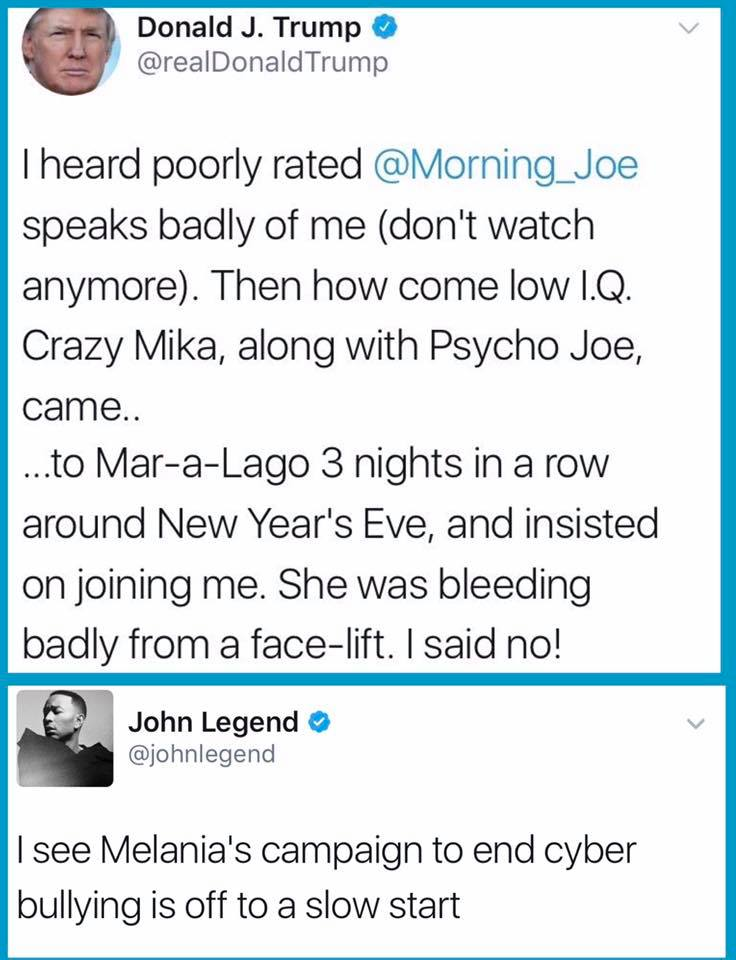 Donald J. Trump
@realDonaldTrump
I heard poorly rated @Morning_Joe
speaks badly of me (don't watch
anymore). Then how come low I.Q.
Crazy Mika, along with Psycho Joe,
came..
...to Mar-a-Lago 3 nights in a row
around New Year's Eve, and insisted
on joining me. She was bleeding
badly from a face-lift. I said no!
John Legend
@johnlegend
I see Melania's campaign to end cyber
bullying is off to a slow start